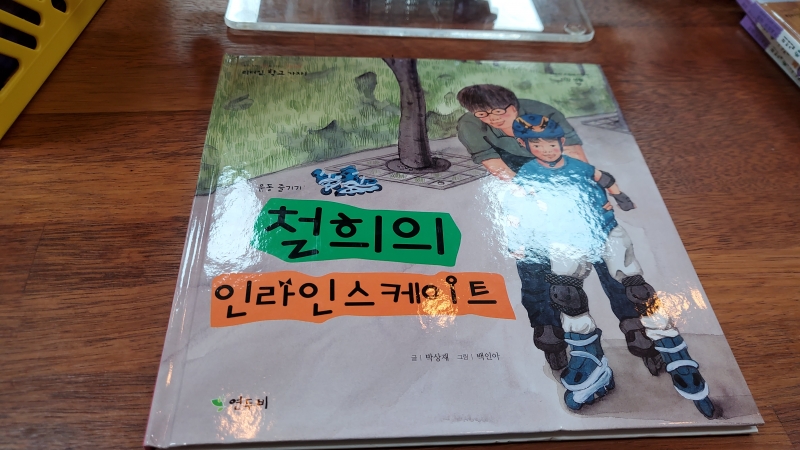 운동 즐기기
철희의
인라인스케이트
글 | 박상재 그림 | 백인아
연두비